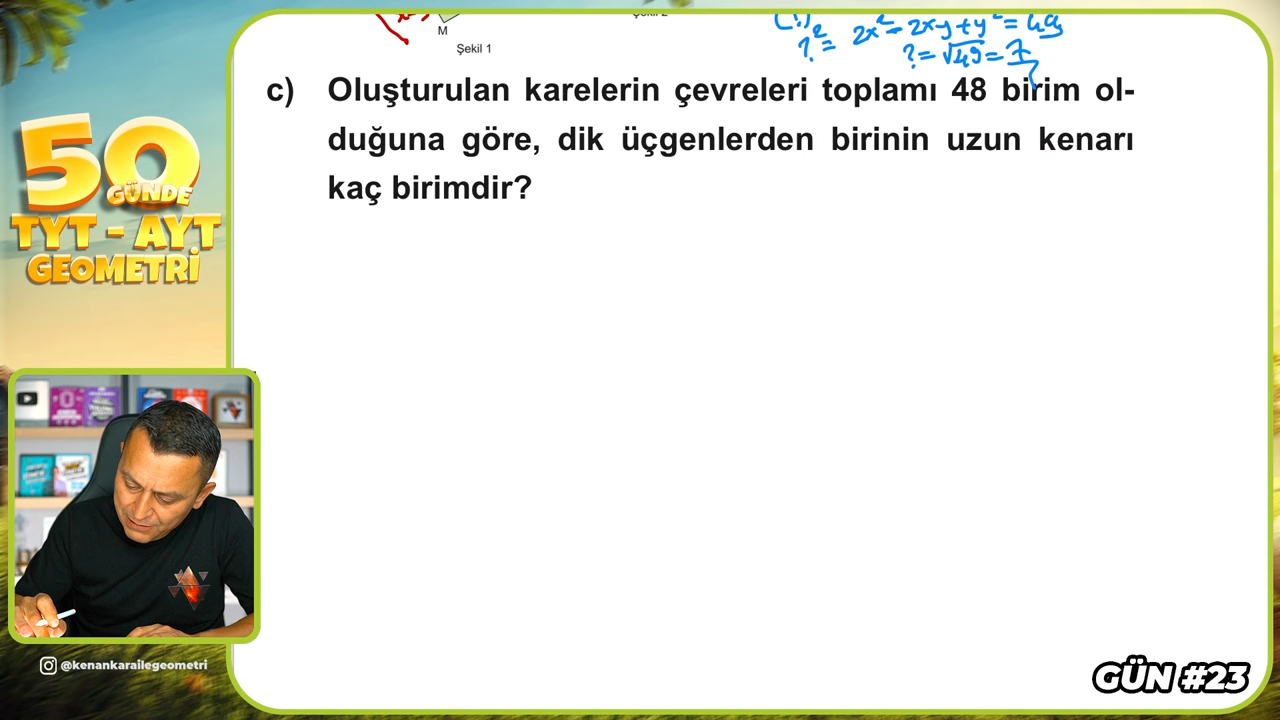 M
Şekil 1
2x² - 2xy + y² = 49
?² =
? = √49 = 7
c) Oluşturulan karelerin çevreleri toplamı 48 birim ol-
duğuna göre, dik üçgenlerden birinin uzun kenarı
kaç birimdir?
50
GÜNDE
TYT - AYT
GEOMETRİ
@kenankarailegeometri
GÜN #23